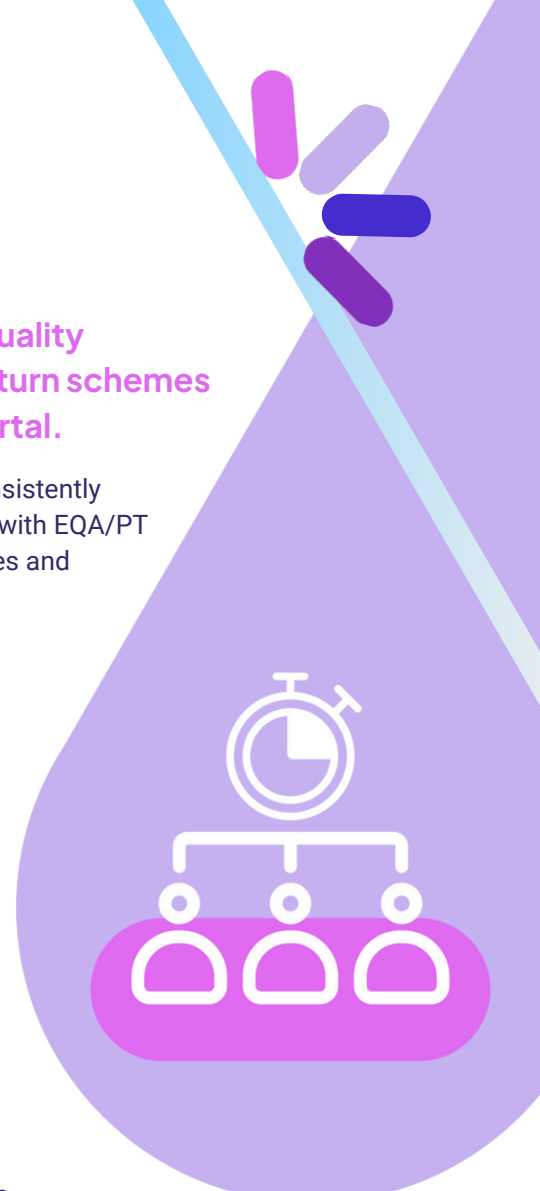 uality
turn schemes
rtal.
sistently
with EQA/PT
es and